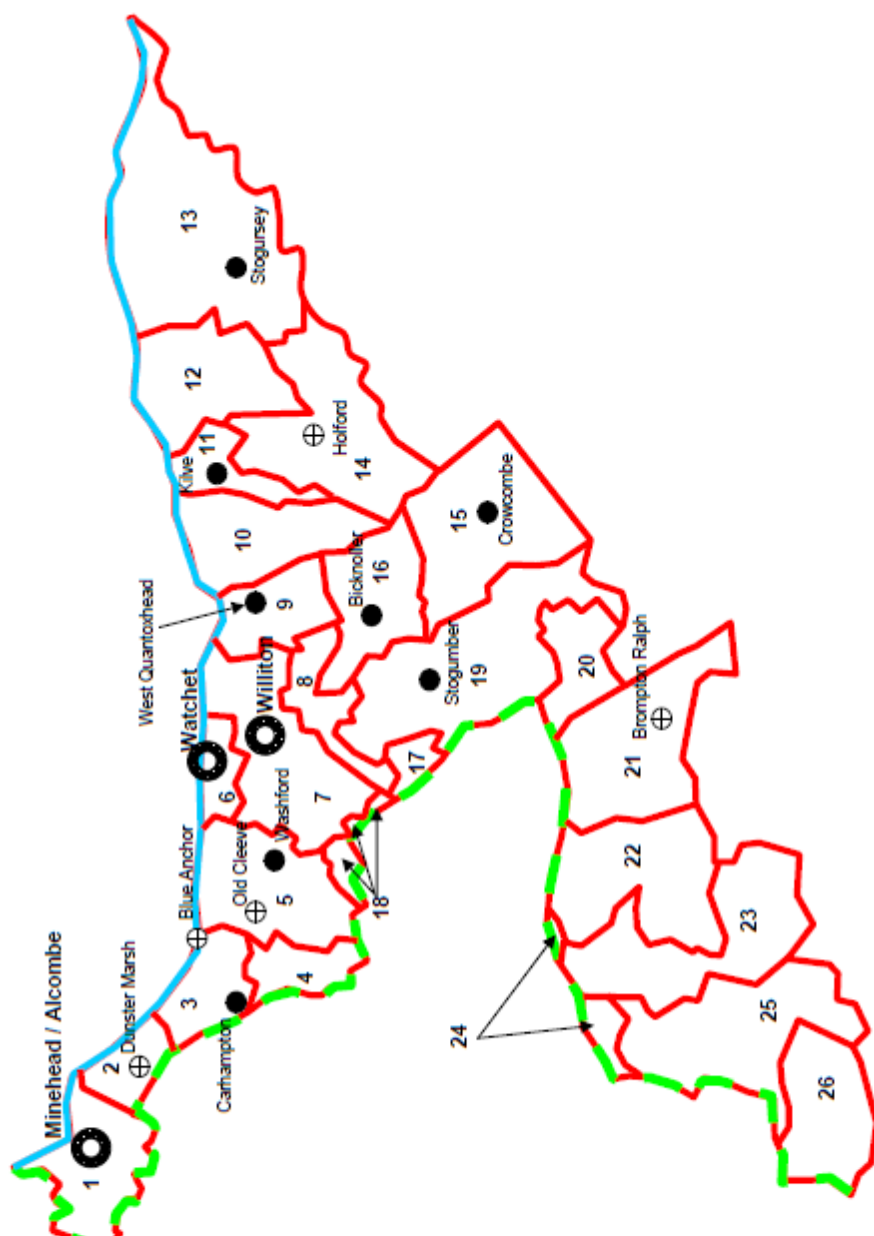 Minehead / Alcombe
1
2
Dunster Marsh
Blue Anchor
3
Carhampton
4
Old Cleeve
5
Washford
Watchet
6
Williton
7
8
West Quantoxhead
9
10
Kilve
11
12
13
Stogursey
Holford
14
15
Crowcombe
Bicknoller
16
17
18
Stogumber
19
20
21
Brompton Ralph
22
23
24
25
26